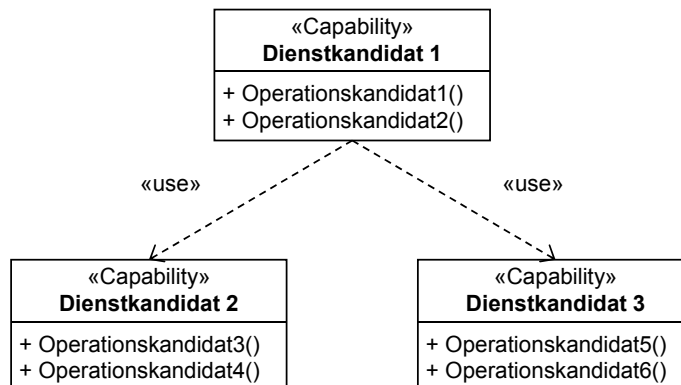 «Capability»
Dienstkandidat 1
+ Operationskandidat1()
+ Operationskandidat2()
«use»
«use»
«Capability»
Dienstkandidat 2
+ Operationskandidat3()
+ Operationskandidat4()
«Capability»
Dienstkandidat 3
+ Operationskandidat5()
+ Operationskandidat6()